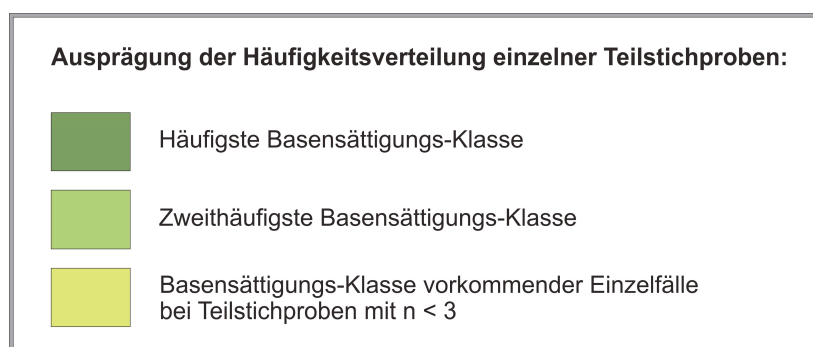 Ausprägung der Häufigkeitsverteilung einzelner Teilstichproben:
Häufigste Basensättigungs-Klasse
Zweithäufigste Basensättigungs-Klasse
Basensättigungs-Klasse vorkommender Einzelfälle
bei Teilstichproben mit n < 3